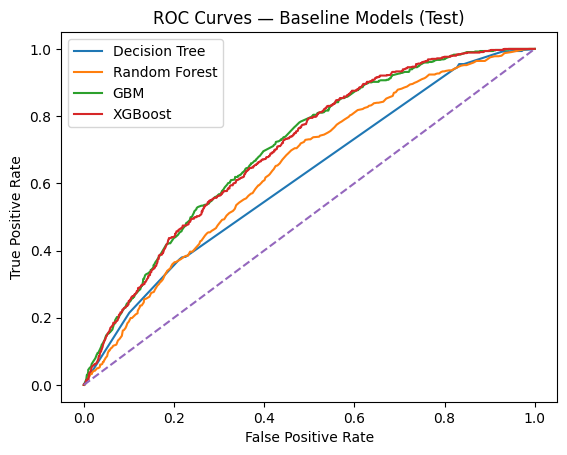 ROC Curves — Baseline Models (Test)
Decision Tree
Random Forest
GBM
XGBoost
True Positive Rate
1.0
0.8
0.6
0.4
0.2
0.0
0.0 0.2 0.4 0.6 0.8 1.0
False Positive Rate